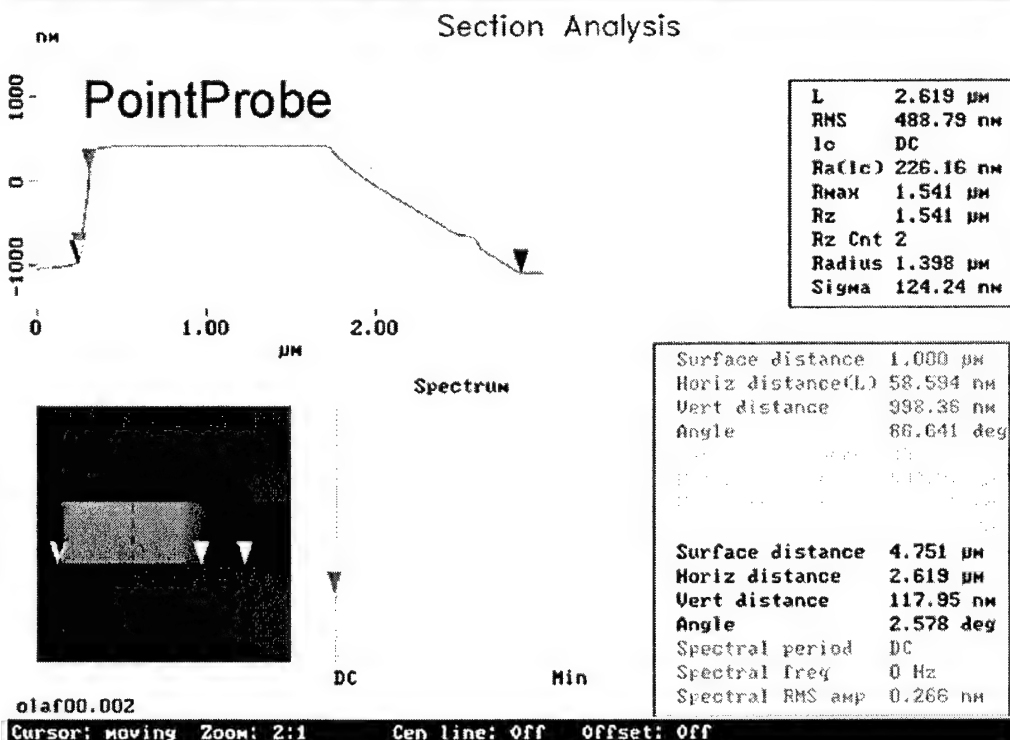 Section Analysis
nm
PointProbe
1000
0
-1000
0 1.00 2.00
µm
L 2.619 µm
RMS 488.79 nm
lc DC
Ra(lc) 226.16 nm
Rmax 1.541 µm
Rz 1.541 µm
Rz Cnt 2
Radius 1.398 µm
Sigma 124.24 nm
Spectrum
DC Min
Surface distance 1.000 µm
Horiz distance(L) 58.594 nm
Vert distance 998.36 nm
Angle 86.641 deg
Surface distance 4.751 µm
Horiz distance 2.619 µm
Vert distance 117.95 nm
Angle 2.578 deg
Spectral period DC
Spectral freq 0 Hz
Spectral RMS amp 0.266 nm
olaf00.002
Cursor: moving Zoom: 2:1 Cen line: Off Offset: Off